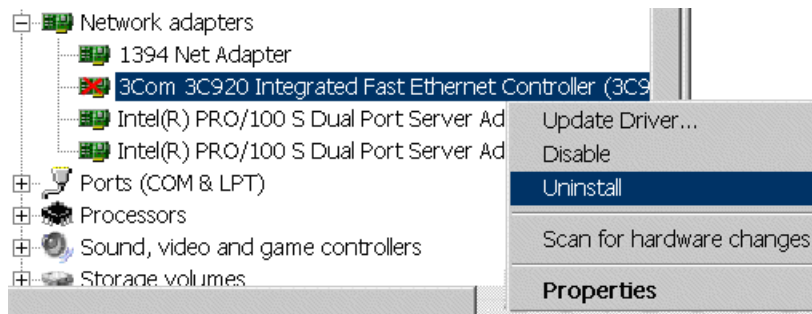 Network adapters
1394 Net Adapter
3Com 3C920 Integrated Fast Ethernet Controller (3C9
Intel(R) PRO/100 S Dual Port Server Ad
Intel(R) PRO/100 S Dual Port Server Ad
Ports (COM & LPT)
Processors
Sound, video and game controllers
Storage volumes
Update Driver...
Disable
Uninstall
Scan for hardware changes
Properties